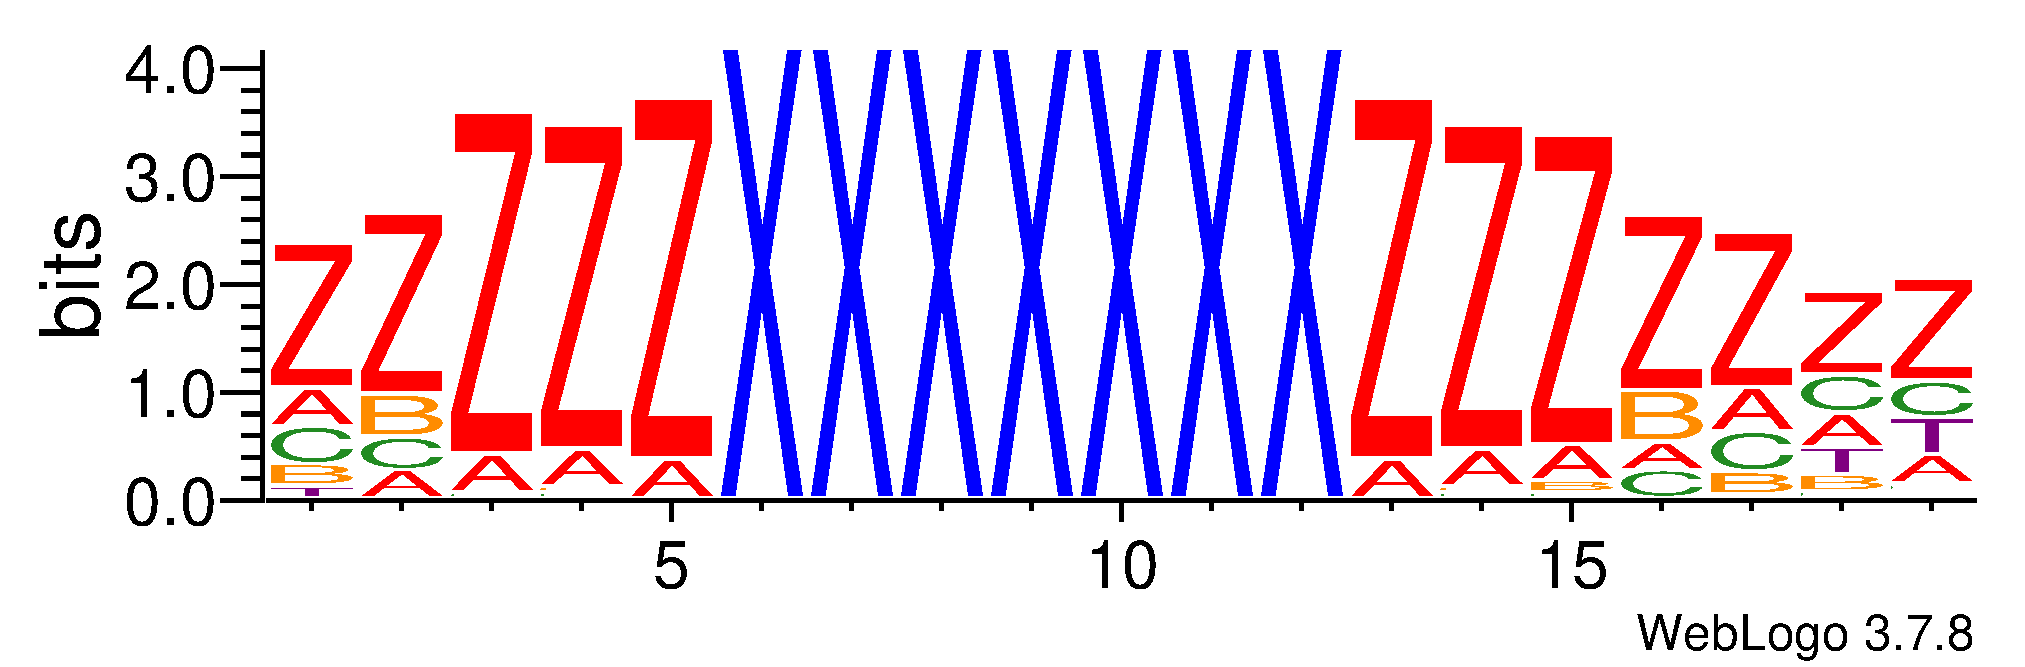 4.0
3.0
2.0
1.0
0.0
bits
Z Z Z Z Z X X X X X X X Z Z Z Z Z Z Z
A B A A A A A A B A C C
C C B A C A T
B A C B T A
T B
5 10 15
WebLogo 3.7.8